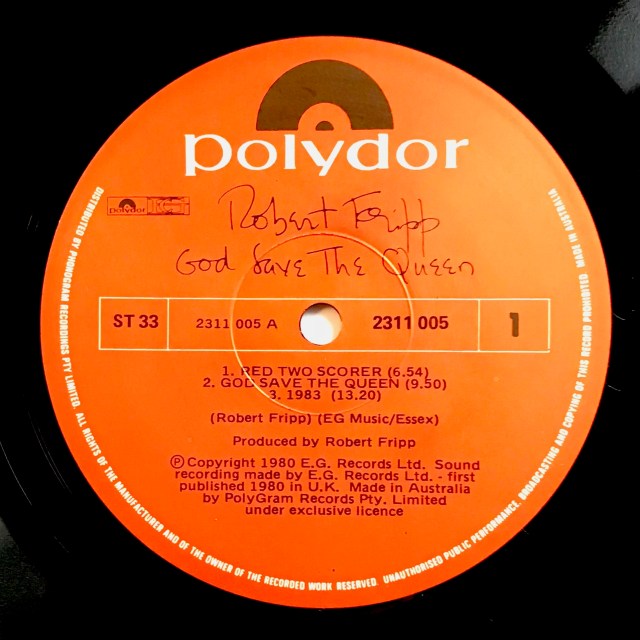 polydor
polydor
Robert Fripp
God Save The Queen
ST 33
2311 005 A
2311 005
1
1. RED TWO SCORER (6.54)
2. GOD SAVE THE QUEEN (9.50)
3. 1983 (13.20)
(Robert Fripp) (EG Music/Essex)
Produced by Robert Fripp
Ⓟ Copyright 1980 E.G. Records Ltd. Sound
recording made by E.G. Records Ltd. - first
published 1980 in U.K. Made in Australia
by PolyGram Records Pty. Limited
under exclusive licence
DISTRIBUTED BY PHONOGRAM RECORDINGS PTY LIMITED. ALL RIGHTS OF THE MANUFACTURER AND OF THE OWNER OF THE RECORDED WORK RESERVED. UNAUTHORISED PUBLIC PERFORMANCE, BROADCASTING AND COPYING OF THIS RECORD PROHIBITED. MADE IN AUSTRALIA